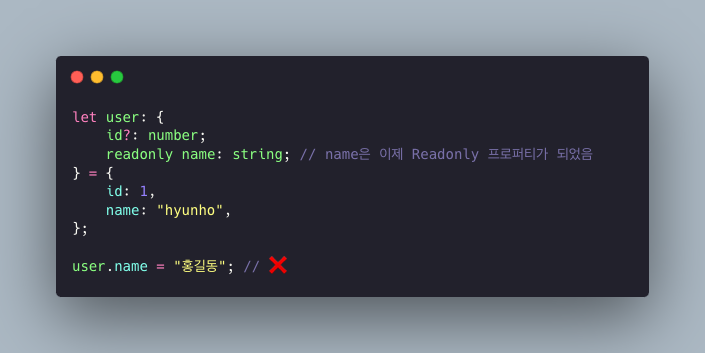 let user: {
    id?: number;
    readonly name: string; // name은 이제 Readonly 프로퍼티가 되었음
} = {
    id: 1,
    name: "hyunho",
};
user.name = "홍길동"; // ❌